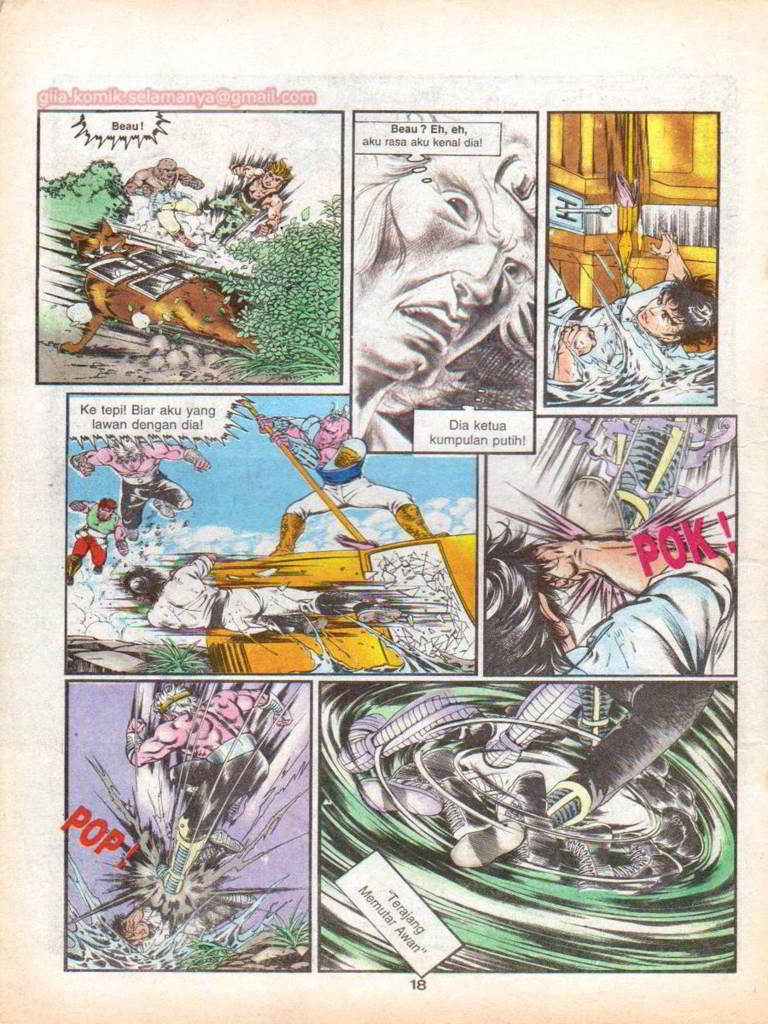 giia.komik.selamanya@gmail.com
Beau!
Beau? Eh, eh,
aku rasa aku kenal dia!
Dia ketua
kumpulan putih!
Ke tepi! Biar aku yang
lawan dengan dia!
POK!
POP!
"Terajang
Memutar Awan"
18